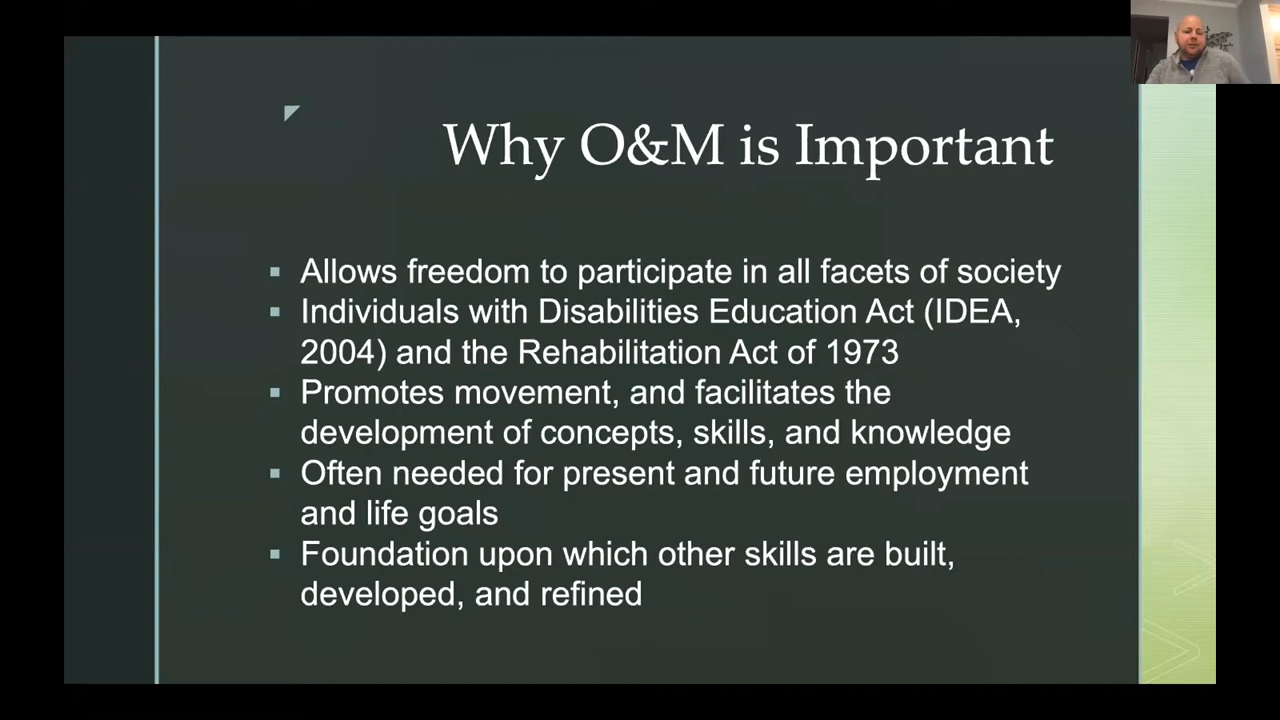 Why O&M is Important
▪ Allows freedom to participate in all facets of society
▪ Individuals with Disabilities Education Act (IDEA,
2004) and the Rehabilitation Act of 1973
▪ Promotes movement, and facilitates the
development of concepts, skills, and knowledge
▪ Often needed for present and future employment
and life goals
▪ Foundation upon which other skills are built,
developed, and refined